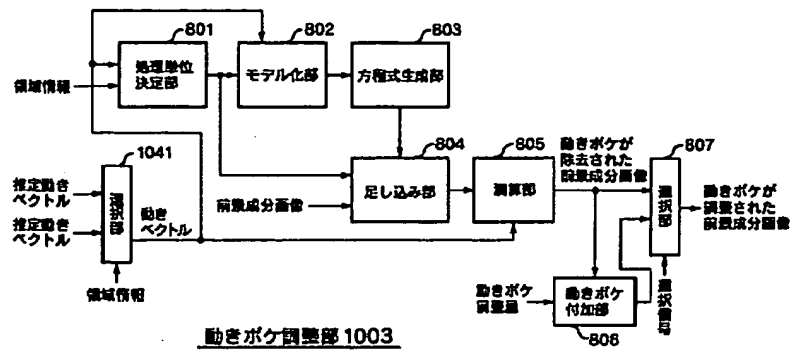 801
処理単位
決定部
802
モデル化部
803
方程式生成部
領域情報
804
足し込み部
805
演算部
動きボケが
除去された
前景成分画像
807
選択部
動きボケが
調整された
前景成分画像
1041
選択部
推定動き
ベクトル
推定動き
ベクトル
動き
ベクトル
前景成分画像
領域情報
動きボケ
調整量
動きボケ
付加部
806
選択信号
動きボケ調整部1003